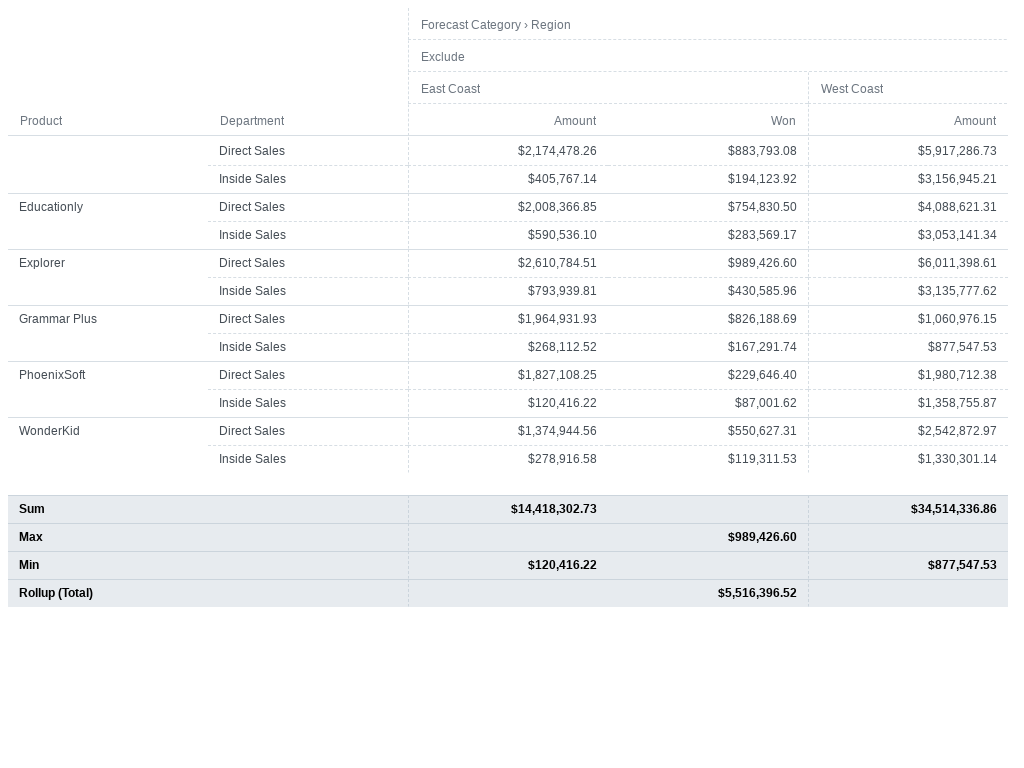 Forecast Category › Region
Exclude
East Coast West Coast
Product Department Amount Won Amount
Direct Sales $2,174,478.26 $883,793.08 $5,917,286.73
Inside Sales $405,767.14 $194,123.92 $3,156,945.21
Educationly Direct Sales $2,008,366.85 $754,830.50 $4,088,621.31
Inside Sales $590,536.10 $283,569.17 $3,053,141.34
Explorer Direct Sales $2,610,784.51 $989,426.60 $6,011,398.61
Inside Sales $793,939.81 $430,585.96 $3,135,777.62
Grammar Plus Direct Sales $1,964,931.93 $826,188.69 $1,060,976.15
Inside Sales $268,112.52 $167,291.74 $877,547.53
PhoenixSoft Direct Sales $1,827,108.25 $229,646.40 $1,980,712.38
Inside Sales $120,416.22 $87,001.62 $1,358,755.87
WonderKid Direct Sales $1,374,944.56 $550,627.31 $2,542,872.97
Inside Sales $278,916.58 $119,311.53 $1,330,301.14
Sum $14,418,302.73 $34,514,336.86
Max $989,426.60
Min $120,416.22 $877,547.53
Rollup (Total) $5,516,396.52